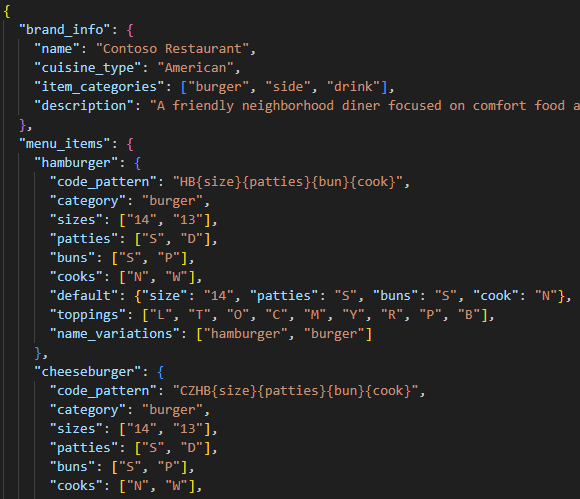 {
  "brand_info": {
    "name": "Contoso Restaurant",
    "cuisine_type": "American",
    "item_categories": ["burger", "side", "drink"],
    "description": "A friendly neighborhood diner focused on comfort food a
  },
  "menu_items": {
    "hamburger": {
      "code_pattern": "HB{size}{patties}{bun}{cook}",
      "category": "burger",
      "sizes": ["14", "13"],
      "patties": ["S", "D"],
      "buns": ["S", "P"],
      "cooks": ["N", "W"],
      "default": {"size": "14", "patties": "S", "buns": "S", "cook": "N"},
      "toppings": ["L", "T", "O", "C", "M", "Y", "R", "P", "B"],
      "name_variations": ["hamburger", "burger"]
    },
    "cheeseburger": {
      "code_pattern": "CZHB{size}{patties}{bun}{cook}",
      "category": "burger",
      "sizes": ["14", "13"],
      "patties": ["S", "D"],
      "buns": ["S", "P"],
      "cooks": ["N", "W"],